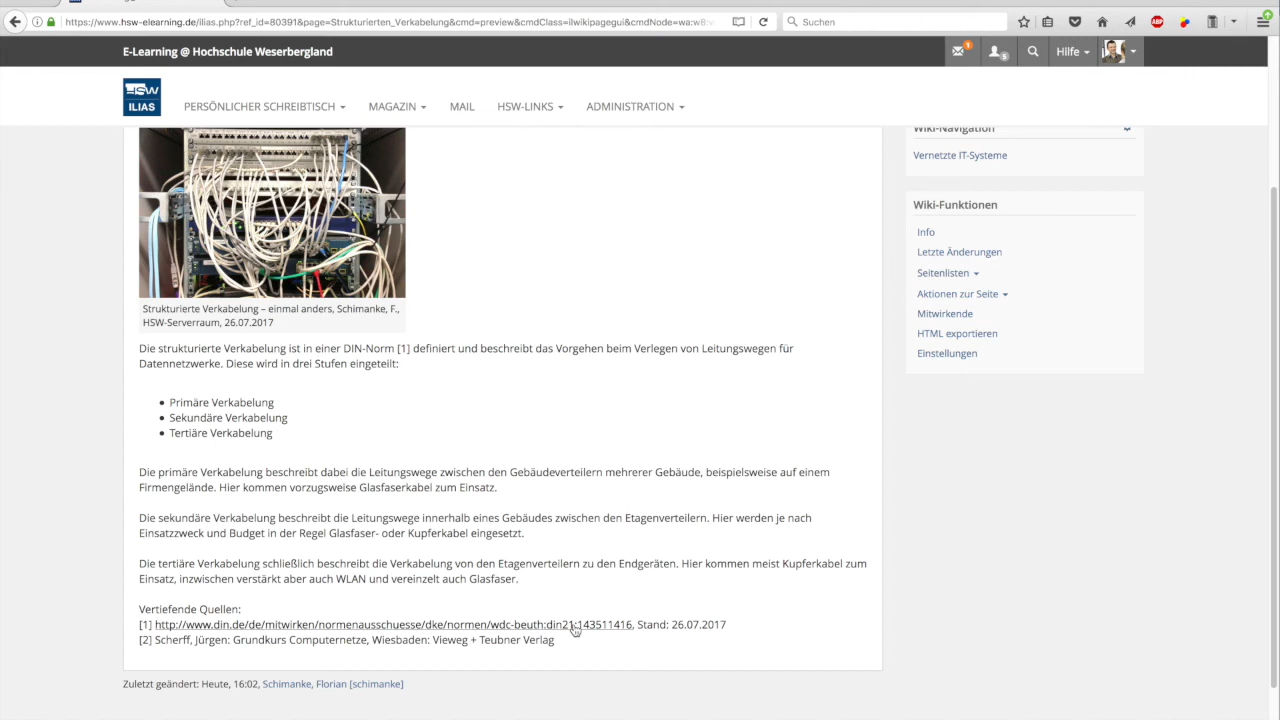 https://www.hsw-elearning.de/ilias.php?ref_id=80391&page=Strukturierten_Verkabelung&cmd=preview&cmdClass=ilwikipagegui&cmdNode=wa:w8:
Suchen
ABP
E-Learning @ Hochschule Weserbergland
1
5
Hilfe
HSW
ILIAS
PERSÖNLICHER SCHREIBTISCH
MAGAZIN
MAIL
HSW-LINKS
ADMINISTRATION
Wiki-Navigation
Vernetzte IT-Systeme
Wiki-Funktionen
Info
Letzte Änderungen
Seitenlisten
Aktionen zur Seite
Mitwirkende
HTML exportieren
Einstellungen
Strukturierte Verkabelung – einmal anders, Schimanke, F.,
HSW-Serverraum, 26.07.2017
Die strukturierte Verkabelung ist in einer DIN-Norm [1] definiert und beschreibt das Vorgehen beim Verlegen von Leitungswegen für
Datennetzwerke. Diese wird in drei Stufen eingeteilt:
• Primäre Verkabelung
• Sekundäre Verkabelung
• Tertiäre Verkabelung
Die primäre Verkabelung beschreibt dabei die Leitungswege zwischen den Gebäudeverteilern mehrerer Gebäude, beispielsweise auf einem
Firmengelände. Hier kommen vorzugsweise Glasfaserkabel zum Einsatz.
Die sekundäre Verkabelung beschreibt die Leitungswege innerhalb eines Gebäudes zwischen den Etagenverteilern. Hier werden je nach
Einsatzzweck und Budget in der Regel Glasfaser- oder Kupferkabel eingesetzt.
Die tertiäre Verkabelung schließlich beschreibt die Verkabelung von den Etagenverteilern zu den Endgeräten. Hier kommen meist Kupferkabel zum
Einsatz, inzwischen verstärkt aber auch WLAN und vereinzelt auch Glasfaser.
Vertiefende Quellen:
[1] http://www.din.de/de/mitwirken/normenausschuesse/dke/normen/wdc-beuth:din21:143511416, Stand: 26.07.2017
[2] Scherff, Jürgen: Grundkurs Computernetze, Wiesbaden: Vieweg + Teubner Verlag
Zuletzt geändert: Heute, 16:02, Schimanke, Florian [schimanke]